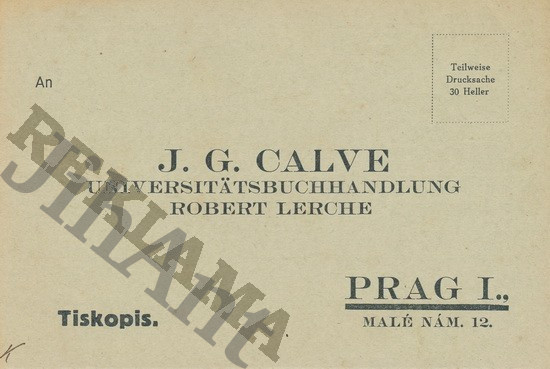 Teilweise
Drucksache
30 Heller
An
J. G. CALVE
UNIVERSITÄTSBUCHHANDLUNG
ROBERT LERCHE
PRAG I.,
MALÉ NÁM. 12.
Tiskopis.
REKLAMA